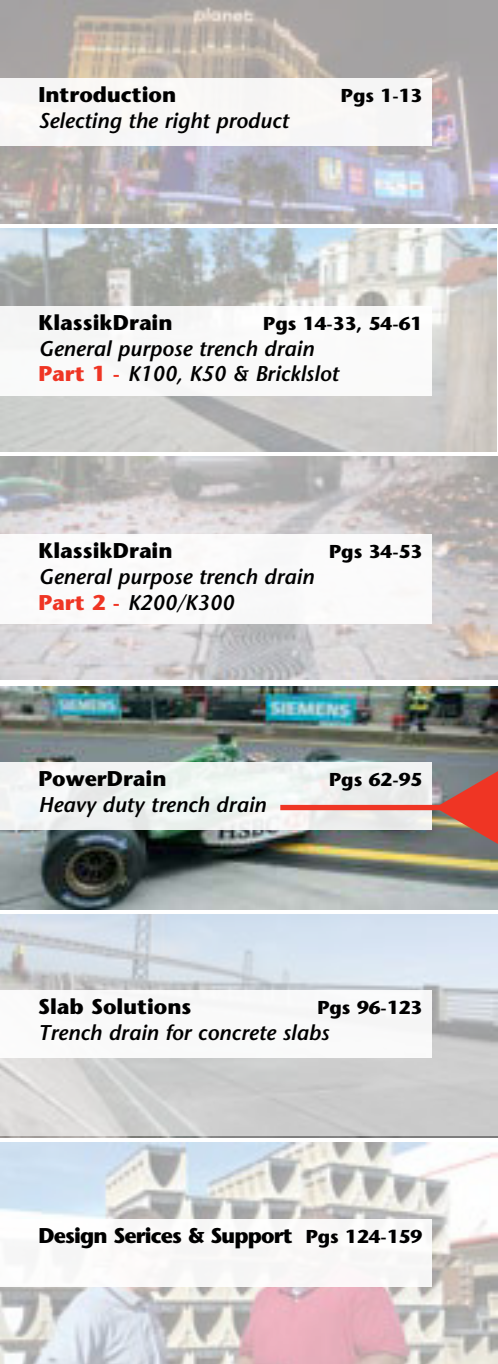 planet
Introduction Pgs 1-13
Selecting the right product
KlassikDrain Pgs 14-33, 54-61
General purpose trench drain
Part 1 - K100, K50 & Bricklslot
KlassikDrain Pgs 34-53
General purpose trench drain
Part 2 - K200/K300
SIEMENS SIEMENS
PowerDrain Pgs 62-95
Heavy duty trench drain
HSBC
Slab Solutions Pgs 96-123
Trench drain for concrete slabs
Design Serices & Support Pgs 124-159